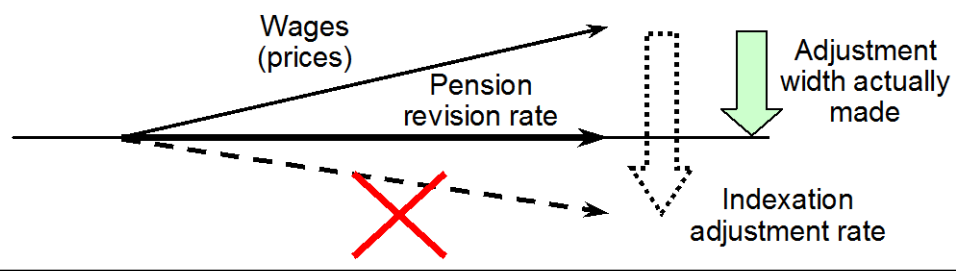 Wages
(prices)
Pension
revision rate
Adjustment
width actually
made
Indexation
adjustment rate